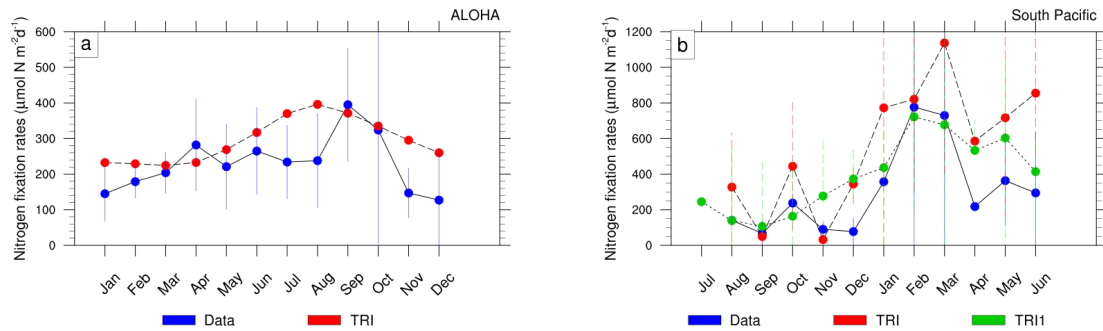 ALOHA
a
Nitrogen fixation rates (µmol N m⁻²d⁻¹)
600
500
400
300
200
100
0
Jan Feb Mar Apr May Jun Jul Aug Sep Oct Nov Dec
Data TRI
South Pacific
b
Nitrogen fixation rates (µmol N m⁻²d⁻¹)
1200
1000
800
600
400
200
0
Jul Aug Sep Oct Nov Dec Jan Feb Mar Apr May Jun
Data TRI TRI1